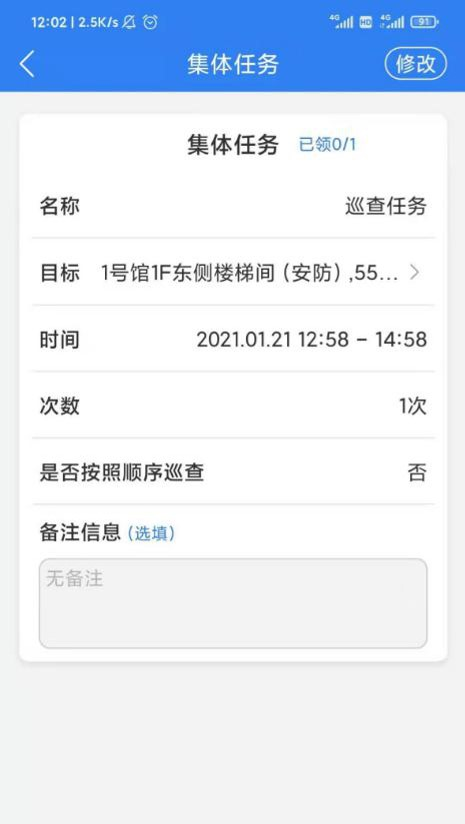 12:02 | 2.5K/s 4G HD 4G 91
集体任务 修改
集体任务 已领0/1
名称 巡查任务
目标 1号馆1F东侧楼梯间（安防）,55...
时间 2021.01.21 12:58 - 14:58
次数 1次
是否按照顺序巡查 否
备注信息（选填）
无备注